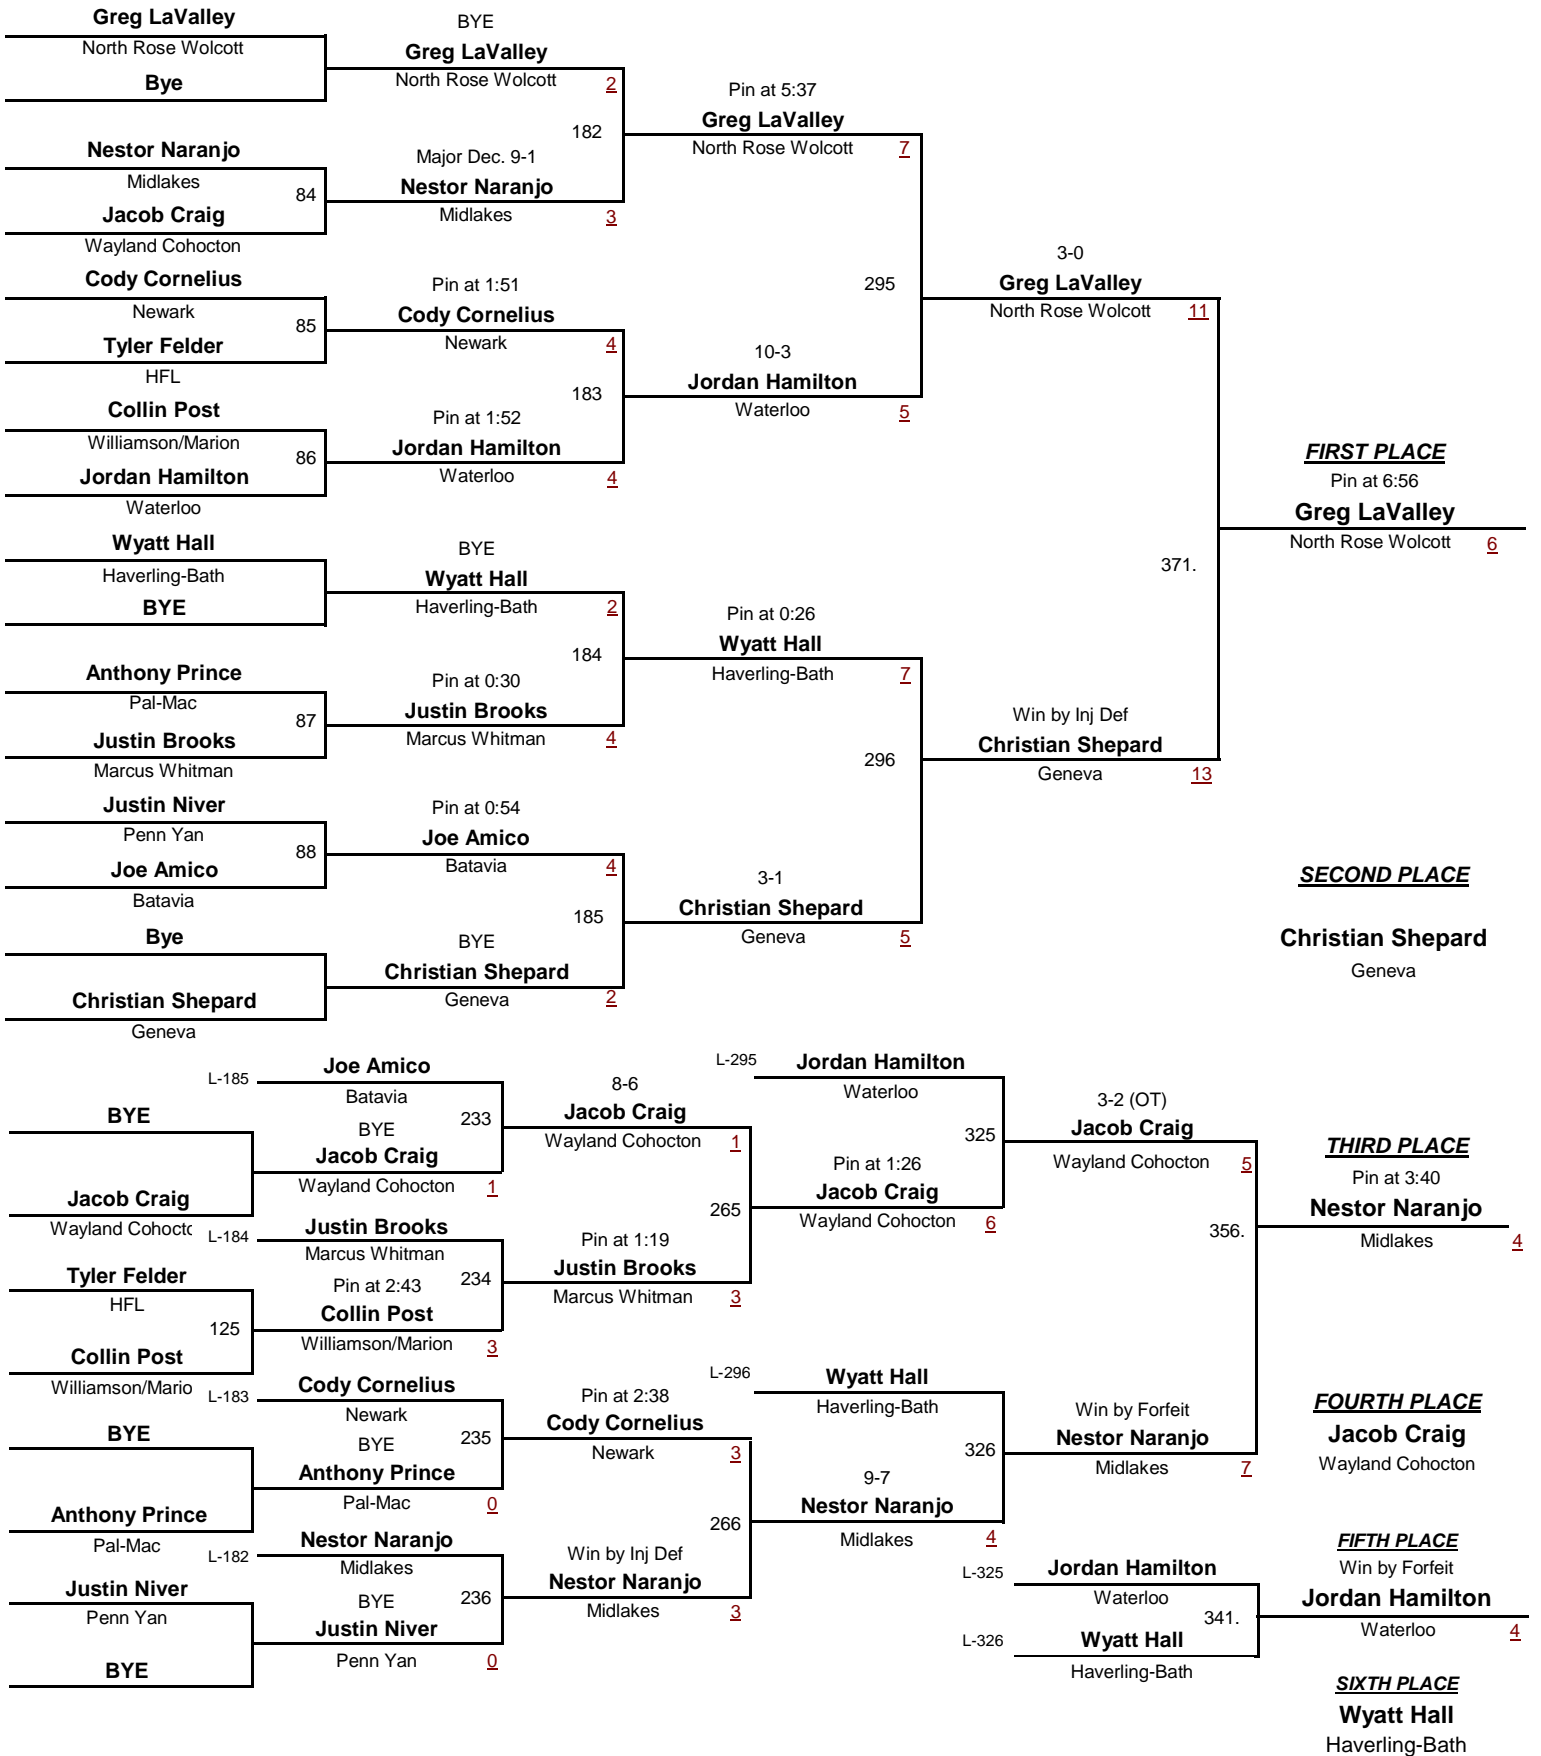 Greg LaValley
North Rose Wolcott
Bye
BYE
Greg LaValley
North Rose Wolcott 2
182
Nestor Naranjo
Midlakes
84
Jacob Craig
Wayland Cohocton
Major Dec. 9-1
Nestor Naranjo
Midlakes 3
Pin at 5:37
Greg LaValley
North Rose Wolcott 7
Cody Cornelius
Newark
85
Tyler Felder
HFL
Pin at 1:51
Cody Cornelius
Newark 4
183
Collin Post
Williamson/Marion
86
Jordan Hamilton
Waterloo
Pin at 1:52
Jordan Hamilton
Waterloo 4
10-3
Jordan Hamilton
Waterloo 5
295
3-0
Greg LaValley
North Rose Wolcott 11
Wyatt Hall
Haverling-Bath
BYE
BYE
Wyatt Hall
Haverling-Bath 2
184
Anthony Prince
Pal-Mac
87
Justin Brooks
Marcus Whitman
Pin at 0:30
Justin Brooks
Marcus Whitman 4
Pin at 0:26
Wyatt Hall
Haverling-Bath 7
Justin Niver
Penn Yan
88
Joe Amico
Batavia
Pin at 0:54
Joe Amico
Batavia 4
185
Bye
Christian Shepard
Geneva
BYE
Christian Shepard
Geneva 2
3-1
Christian Shepard
Geneva 5
296
Win by Inj Def
Christian Shepard
Geneva 13
371.
FIRST PLACE
Pin at 6:56
Greg LaValley
North Rose Wolcott 6
SECOND PLACE
Christian Shepard
Geneva
L-185
Joe Amico
Batavia
233
BYE
Jacob Craig
Wayland Cohocto
BYE
Jacob Craig
Wayland Cohocton 1
8-6
Jacob Craig
Wayland Cohocton 1
L-184
Justin Brooks
Marcus Whitman
234
Tyler Felder
HFL
125
Collin Post
Williamson/Mario
Pin at 2:43
Collin Post
Williamson/Marion 3
Pin at 1:19
Justin Brooks
Marcus Whitman 3
265
L-295
Jordan Hamilton
Waterloo
325
Pin at 1:26
Jacob Craig
Wayland Cohocton 6
3-2 (OT)
Jacob Craig
Wayland Cohocton 5
L-183
Cody Cornelius
Newark
235
BYE
Anthony Prince
Pal-Mac
BYE
Anthony Prince
Pal-Mac 0
Pin at 2:38
Cody Cornelius
Newark 3
266
L-182
Nestor Naranjo
Midlakes
236
Justin Niver
Penn Yan
BYE
BYE
Justin Niver
Penn Yan 0
Win by Inj Def
Nestor Naranjo
Midlakes 3
L-296
Wyatt Hall
Haverling-Bath
326
9-7
Nestor Naranjo
Midlakes 4
Win by Forfeit
Nestor Naranjo
Midlakes 7
356.
THIRD PLACE
Pin at 3:40
Nestor Naranjo
Midlakes 4
FOURTH PLACE
Jacob Craig
Wayland Cohocton
L-325
Jordan Hamilton
Waterloo
341.
L-326
Wyatt Hall
Haverling-Bath
FIFTH PLACE
Win by Forfeit
Jordan Hamilton
Waterloo 4
SIXTH PLACE
Wyatt Hall
Haverling-Bath